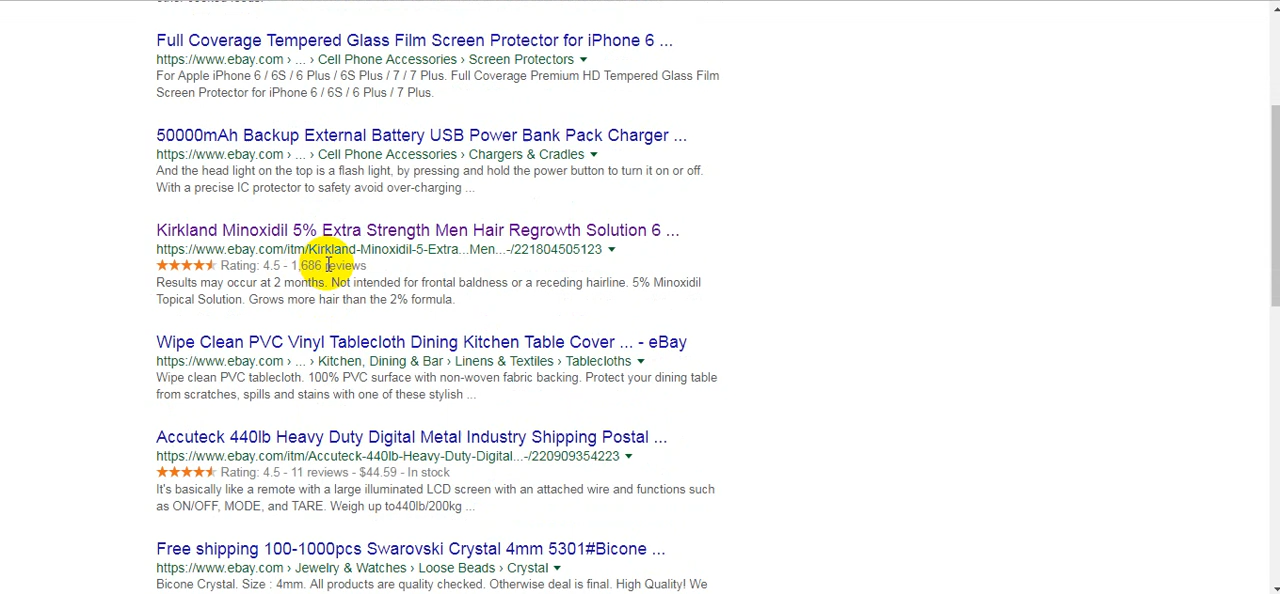 Full Coverage Tempered Glass Film Screen Protector for iPhone 6 ...
https://www.ebay.com › ... › Cell Phone Accessories › Screen Protectors ▼
For Apple iPhone 6 / 6S / 6 Plus / 6S Plus / 7 / 7 Plus. Full Coverage Premium HD Tempered Glass Film
Screen Protector for iPhone 6 / 6S / 6 Plus / 7 Plus.
50000mAh Backup External Battery USB Power Bank Pack Charger ...
https://www.ebay.com › ... › Cell Phone Accessories › Chargers & Cradles ▼
And the head light on the top is a flash light, by pressing and hold the power button to turn it on or off.
With a precise IC protector to safety avoid over-charging ...
Kirkland Minoxidil 5% Extra Strength Men Hair Regrowth Solution 6 ...
https://www.ebay.com/itm/Kirkland-Minoxidil-5-Extra...Men...-/221804505123 ▼
Rating: 4.5 - 1,686 reviews
Results may occur at 2 months. Not intended for frontal baldness or a receding hairline. 5% Minoxidil
Topical Solution. Grows more hair than the 2% formula.
Wipe Clean PVC Vinyl Tablecloth Dining Kitchen Table Cover ... - eBay
https://www.ebay.com › ... › Kitchen, Dining & Bar › Linens & Textiles › Tablecloths ▼
Wipe clean PVC tablecloth. 100% PVC surface with non-woven fabric backing. Protect your dining table
from scratches, spills and stains with one of these stylish ...
Accuteck 440lb Heavy Duty Digital Metal Industry Shipping Postal ...
https://www.ebay.com/itm/Accuteck-440lb-Heavy-Duty-Digital...-/220909354223 ▼
Rating: 4.5 - 11 reviews - $44.59 - In stock
It's basically like a remote with a large illuminated LCD screen with an attached wire and functions such
as ON/OFF, MODE, and TARE. Weigh up to440lb/200kg ...
Free shipping 100-1000pcs Swarovski Crystal 4mm 5301#Bicone ...
https://www.ebay.com › ... › Jewelry & Watches › Loose Beads › Crystal ▼
Bicone Crystal. Size : 4mm. All products are quality checked. Otherwise deal is final. High Quality! We